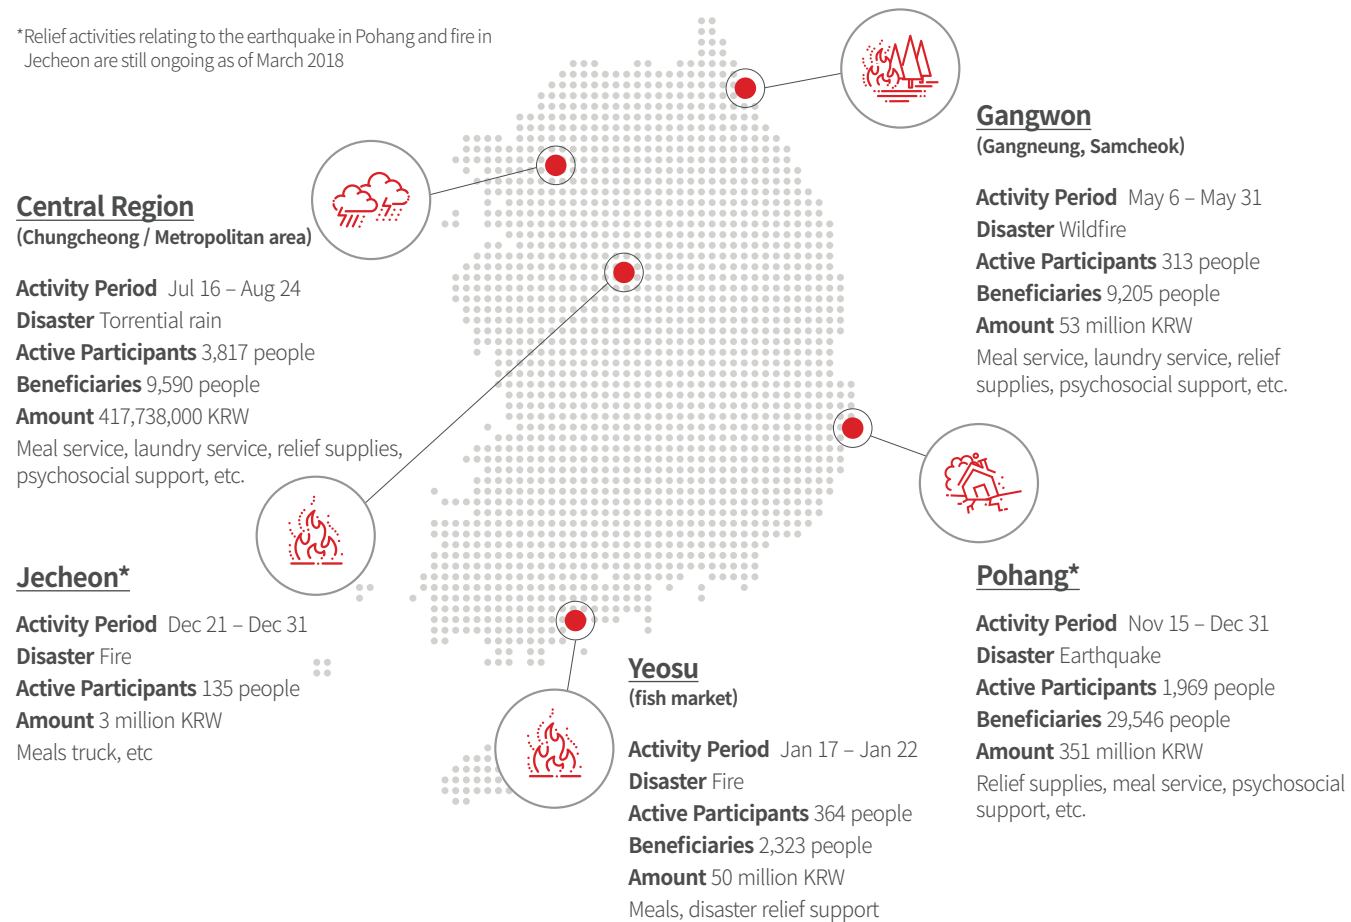 *Relief activities relating to the earthquake in Pohang and fire in
Jecheon are still ongoing as of March 2018
Central Region
(Chungcheong / Metropolitan area)
Activity Period Jul 16 – Aug 24
Disaster Torrential rain
Active Participants 3,817 people
Beneficiaries 9,590 people
Amount 417,738,000 KRW
Meal service, laundry service, relief supplies,
psychosocial support, etc.
Jecheon*
Activity Period Dec 21 – Dec 31
Disaster Fire
Active Participants 135 people
Amount 3 million KRW
Meals truck, etc
Yeosu
(fish market)
Activity Period Jan 17 – Jan 22
Disaster Fire
Active Participants 364 people
Beneficiaries 2,323 people
Amount 50 million KRW
Meals, disaster relief support
Gangwon
(Gangneung, Samcheok)
Activity Period May 6 – May 31
Disaster Wildfire
Active Participants 313 people
Beneficiaries 9,205 people
Amount 53 million KRW
Meal service, laundry service, relief
supplies, psychosocial support, etc.
Pohang*
Activity Period Nov 15 – Dec 31
Disaster Earthquake
Active Participants 1,969 people
Beneficiaries 29,546 people
Amount 351 million KRW
Relief supplies, meal service, psychosocial
support, etc.